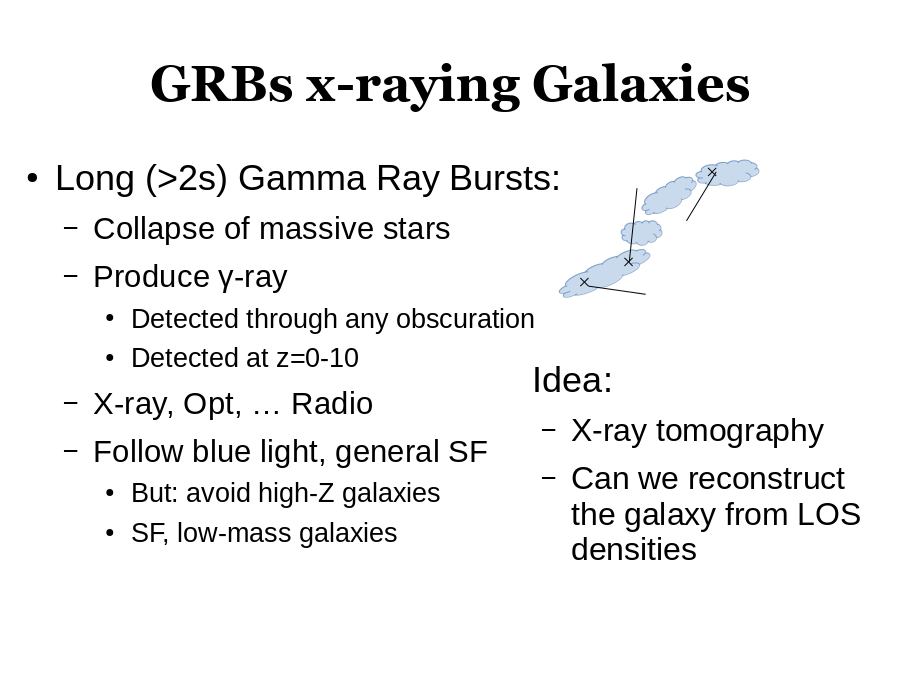 GRBs x-raying Galaxies
• Long (>2s) Gamma Ray Bursts:
– Collapse of massive stars
– Produce γ-ray
• Detected through any obscuration
• Detected at z=0-10
– X-ray, Opt, … Radio
– Follow blue light, general SF
• But: avoid high-Z galaxies
• SF, low-mass galaxies
Idea:
– X-ray tomography
– Can we reconstruct
the galaxy from LOS
densities